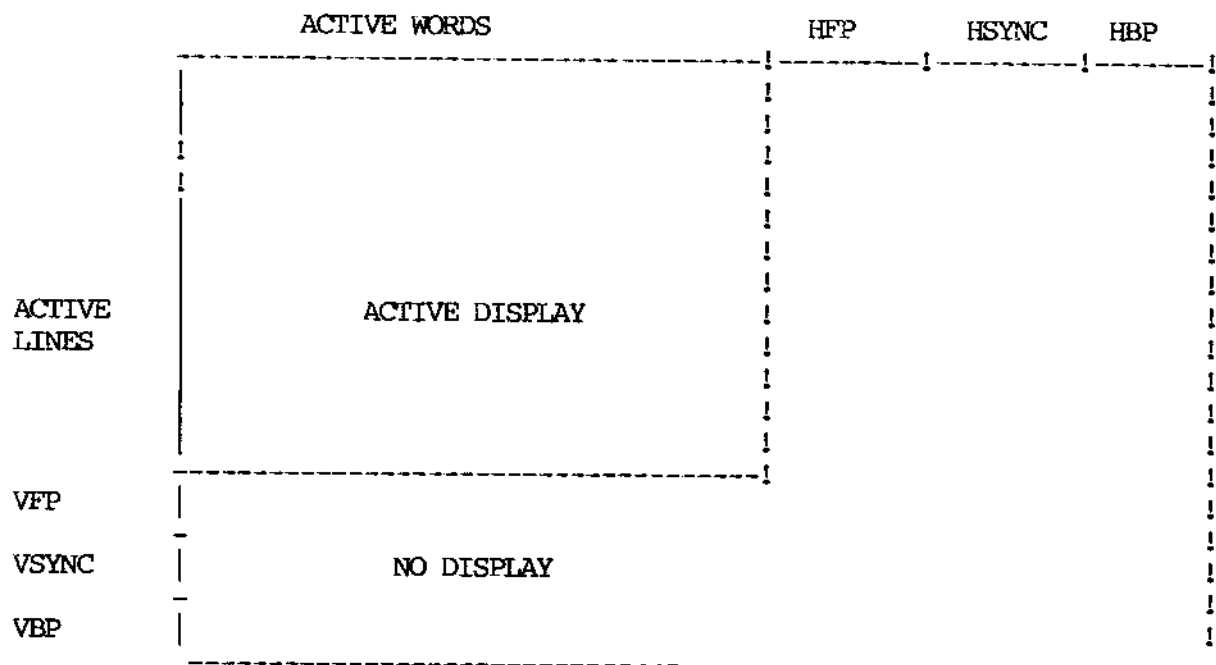 ACTIVE WORDS HFP HSYNC HBP
ACTIVE
LINES
ACTIVE DISPLAY
VFP
VSYNC
NO DISPLAY
VBP